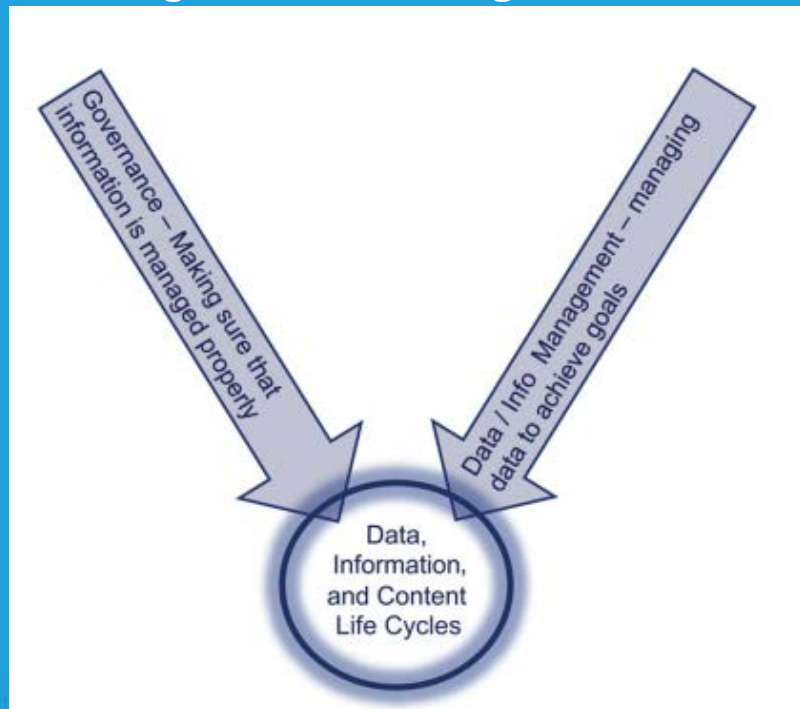 Governance – Making sure that
information is managed properly
Data / Info Management – managing
data to achieve goals
Data,
Information,
and Content
Life Cycles